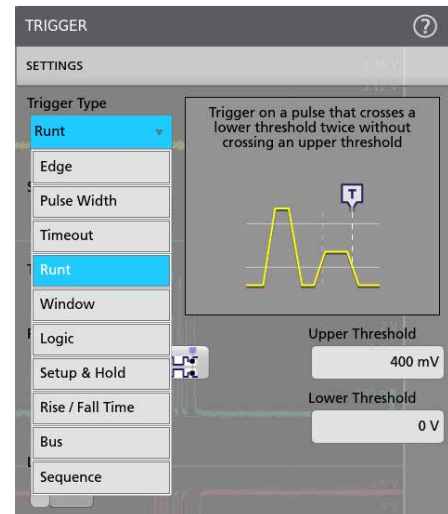 TRIGGER
?
SETTINGS
Trigger Type
Runt
Edge
Pulse Width
Timeout
Runt
Window
Logic
Setup & Hold
Rise / Fall Time
Bus
Sequence
Trigger on a pulse that crosses a
lower threshold twice without
crossing an upper threshold
T
Upper Threshold
400 mV
Lower Threshold
0 V